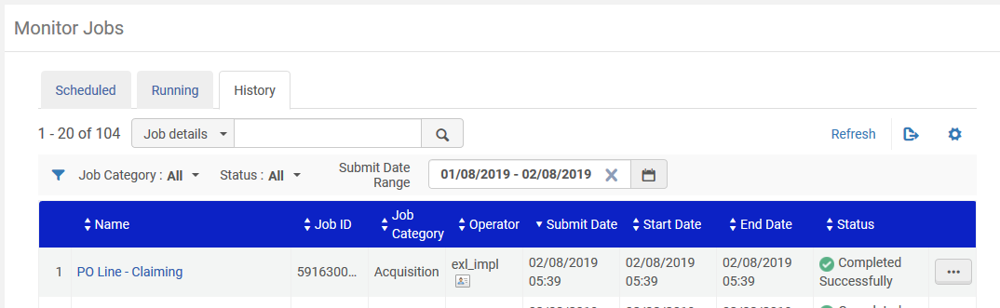 Monitor Jobs
Scheduled Running History
1 - 20 of 104 Job details Refresh
Job Category : All Status : All Submit Date Range 01/08/2019 - 02/08/2019
Name Job ID Job Category Operator Submit Date Start Date End Date Status
1 PO Line - Claiming 5916300... Acquisition exl_impl 02/08/2019 02/08/2019 02/08/2019 Completed
05:39 05:39 05:39 Successfully